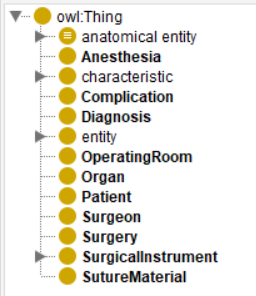 owl:Thing
anatomical entity
Anesthesia
characteristic
Complication
Diagnosis
entity
OperatingRoom
Organ
Patient
Surgeon
Surgery
SurgicalInstrument
SutureMaterial